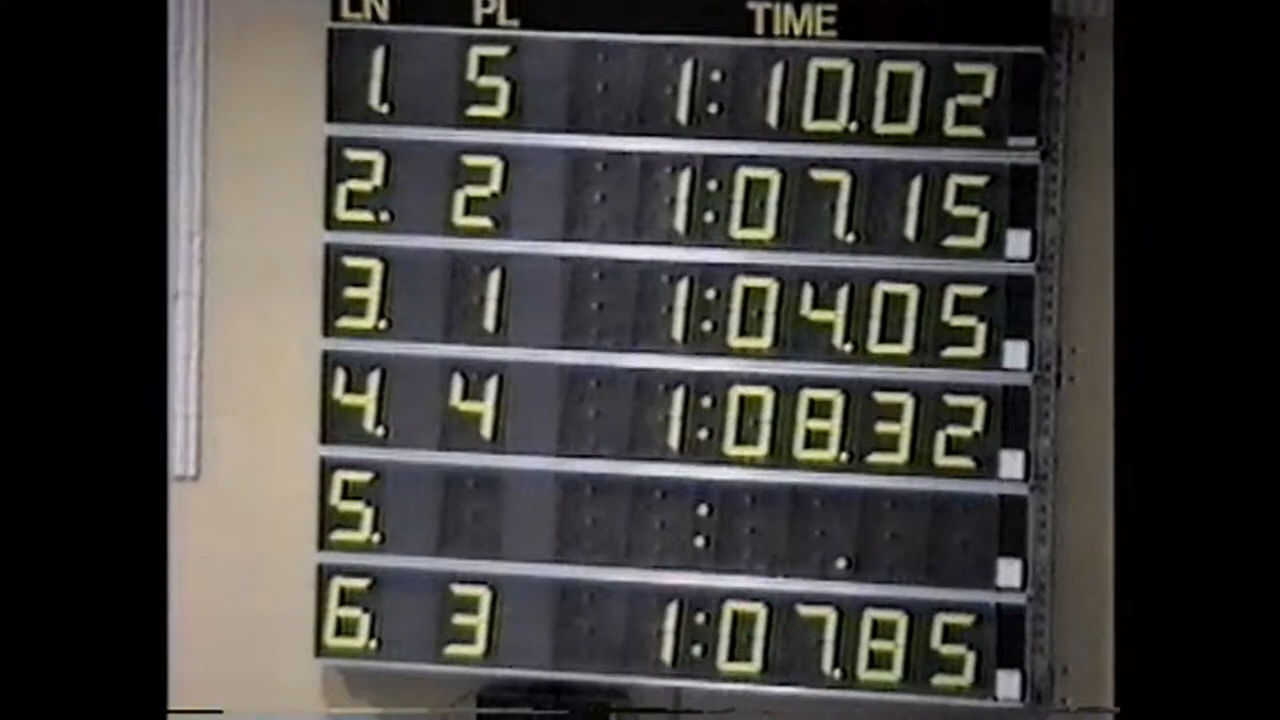 LN PL TIME
1. 5 1:10.02
2. 2 1:07.15
3. 1 1:04.05
4. 4 1:08.32
5. : .
6. 3 1:07.85